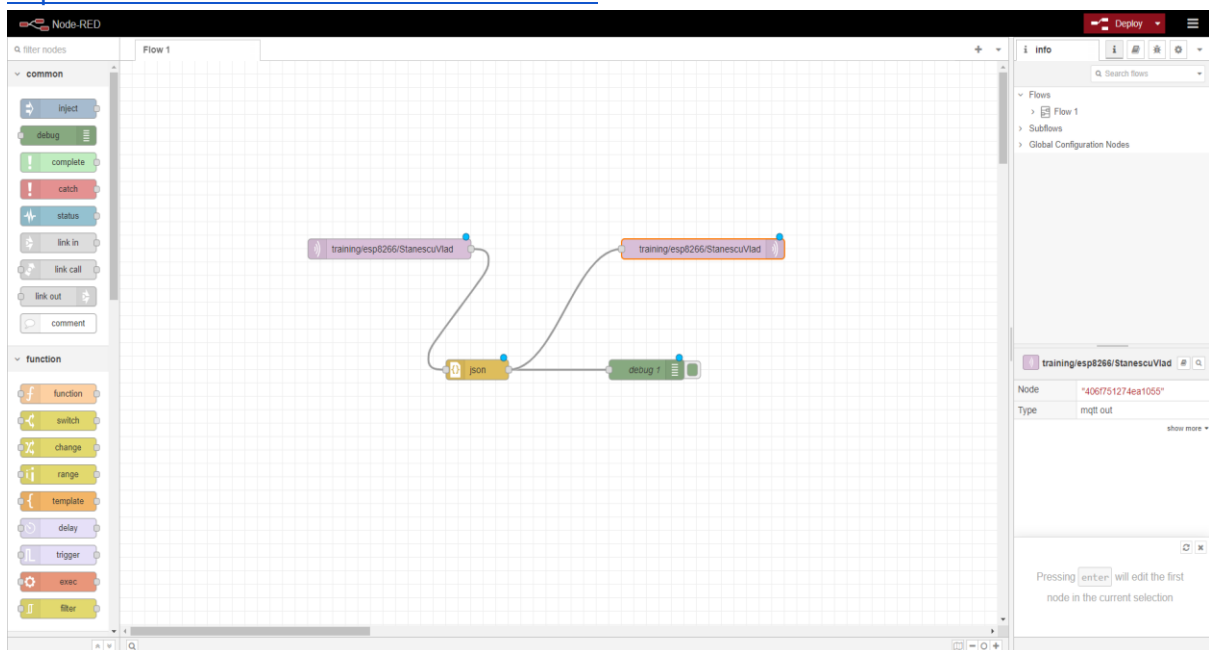 Node-RED
Deploy
filter nodes
Flow 1
info
Search flows
common
inject
debug
complete
catch
status
link in
link call
link out
comment
function
function
switch
change
range
template
delay
trigger
exec
filter
training/esp8266/StanescuVlad
training/esp8266/StanescuVlad
json
debug 1
Flows
Flow 1
Subflows
Global Configuration Nodes
training/esp8266/StanescuVlad
Node "406f751274ea1055"
Type mqtt out
show more
Pressing enter will edit the first
node in the current selection